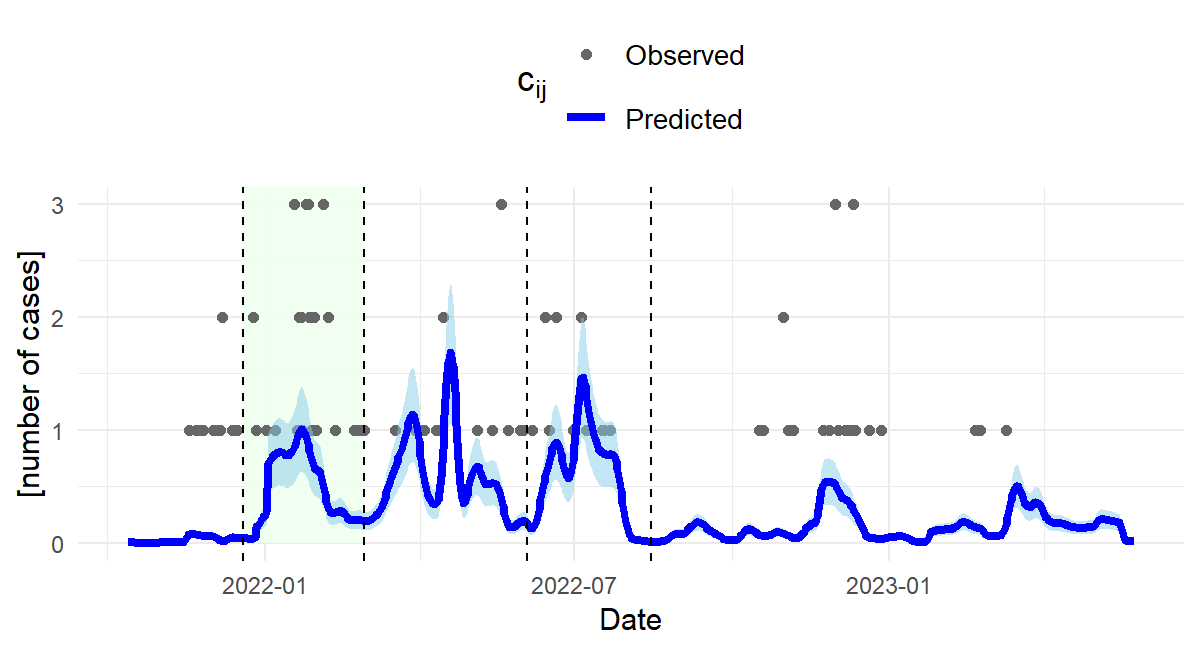 Observed
c_ij
Predicted
[number of cases]
3
2
1
0
2022-01
2022-07
2023-01
Date